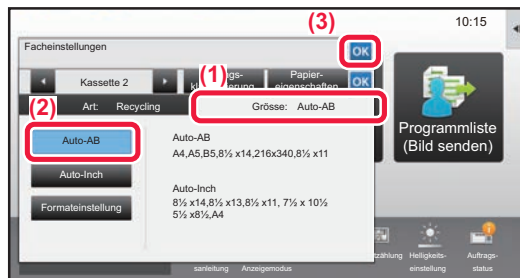 10:15
(3)
Facheinstellungen
OK
(1)
Kassette 2
Papier-
eigenschaften
OK
(2)
Art: Recycling
Grösse: Auto-AB
Auto-AB
Auto-AB
A4,A5,B5,8½ x14,216x340,8½ x11
Auto-Inch
Auto-Inch
8½ x14,8½ x13,8½ x11, 7½ x 10½
5½ x8½,A4
Formateinstellung
Programmliste
(Bild senden)
tzählung
Helligkeits-
einstellung
Auftrags-
status
sanleitung
Anzeigemodus